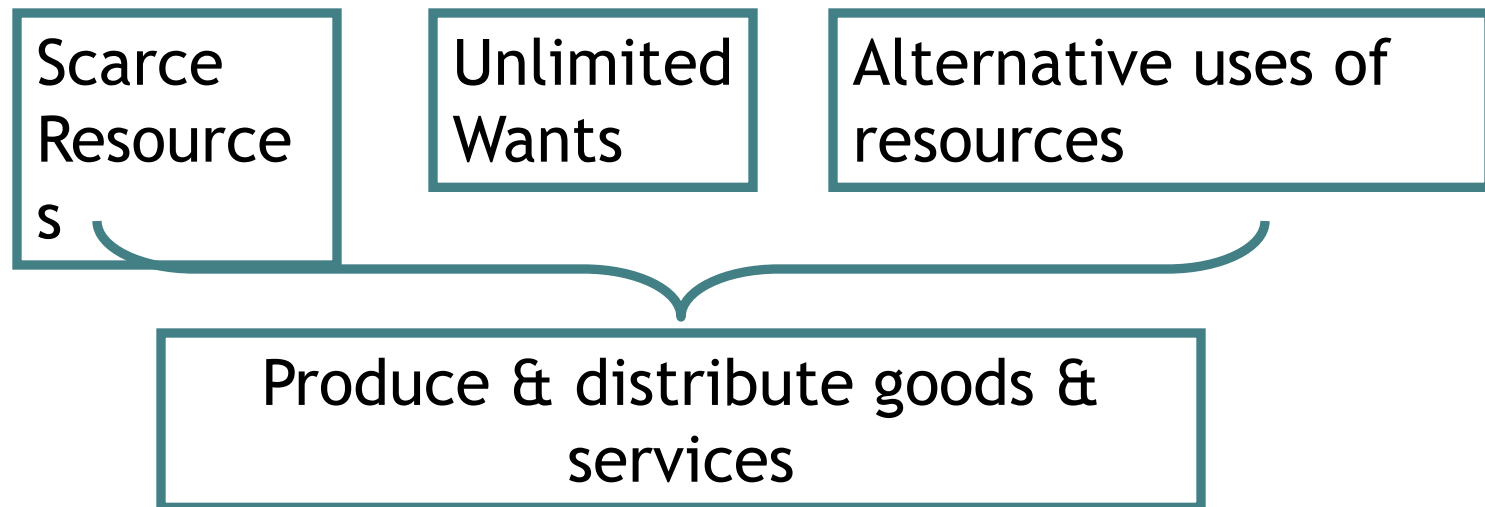 Scarce
Resource
s
Unlimited
Wants
Alternative uses of
resources
Produce & distribute goods &
services